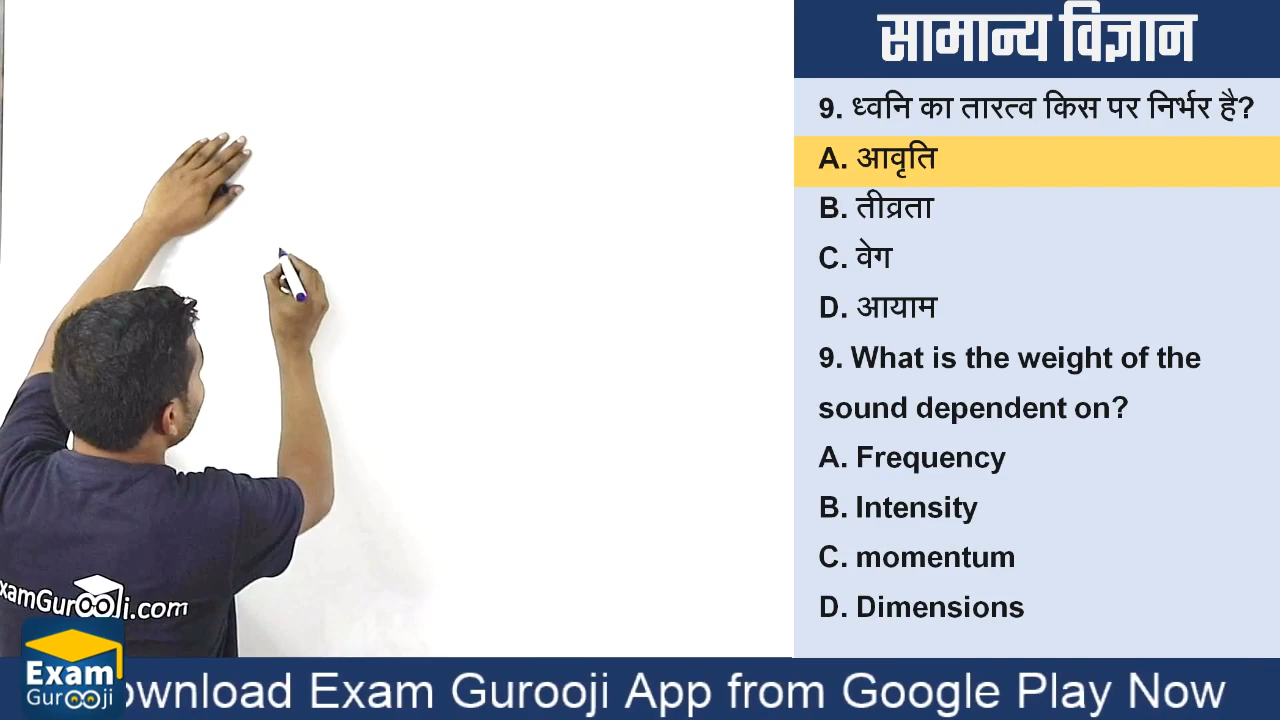 सामान्य विज्ञान
9. ध्वनि का तारत्व किस पर निर्भर है?
A. आवृति
B. तीव्रता
C. वेग
D. आयाम
9. What is the weight of the
sound dependent on?
A. Frequency
B. Intensity
C. momentum
D. Dimensions
xamGurooji.com
Exam
Gurooji
ownload Exam Gurooji App from Google Play Now